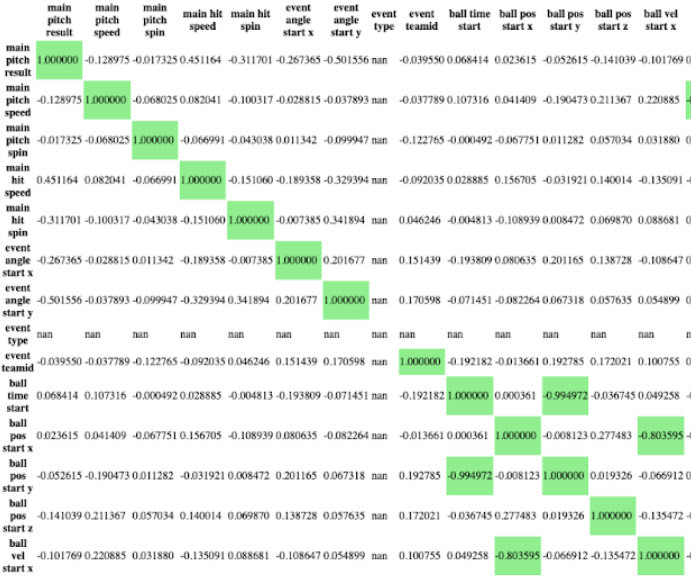 main pitch result main pitch speed main pitch spin main hit speed main hit spin event angle start x event angle start y event type event teamid ball time start ball pos start x ball pos start y ball pos start z ball vel start x
main pitch result 1.000000 -0.128975 -0.017325 0.451164 -0.311701 -0.267365 -0.501556 nan -0.039550 0.068414 0.023615 -0.052615 -0.141039 -0.101769
main pitch speed -0.128975 1.000000 -0.068025 0.082041 -0.100317 -0.028815 -0.037893 nan -0.037789 0.107316 0.041409 -0.190473 0.211367 0.220885
main pitch spin -0.017325 -0.068025 1.000000 -0.066991 -0.043038 0.011342 -0.099947 nan -0.122765 -0.000492 -0.067751 0.011282 0.057034 0.031880
main hit speed 0.451164 0.082041 -0.066991 1.000000 -0.151060 -0.189358 -0.329394 nan -0.092035 0.028885 0.156705 -0.031921 0.140014 -0.135091
main hit spin -0.311701 -0.100317 -0.043038 -0.151060 1.000000 -0.007385 0.341894 nan 0.046246 -0.004813 -0.108939 0.008472 0.069870 0.088681
event angle start x -0.267365 -0.028815 0.011342 -0.189358 -0.007385 1.000000 0.201677 nan 0.151439 -0.193809 0.080635 0.201165 0.138728 -0.108647
event angle start y -0.501556 -0.037893 -0.099947 -0.329394 0.341894 0.201677 1.000000 nan 0.170598 -0.071451 -0.082264 0.067318 0.057635 0.054899
event type nan nan nan nan nan nan nan nan nan nan nan nan nan nan
event teamid -0.039550 -0.037789 -0.122765 -0.092035 0.046246 0.151439 0.170598 nan 1.000000 -0.192182 -0.013661 0.192785 0.172021 0.100755
ball time start 0.068414 0.107316 -0.000492 0.028885 -0.004813 -0.193809 -0.071451 nan -0.192182 1.000000 0.000361 -0.994972 -0.036745 0.049258
ball pos start x 0.023615 0.041409 -0.067751 0.156705 -0.108939 0.080635 -0.082264 nan -0.013661 0.000361 1.000000 -0.008123 0.277483 -0.803595
ball pos start y -0.052615 -0.190473 0.011282 -0.031921 0.008472 0.201165 0.067318 nan 0.192785 -0.994972 -0.008123 1.000000 0.019326 -0.066912
ball pos start z -0.141039 0.211367 0.057034 0.140014 0.069870 0.138728 0.057635 nan 0.172021 -0.036745 0.277483 0.019326 1.000000 -0.135472
ball vel start x -0.101769 0.220885 0.031880 -0.135091 0.088681 -0.108647 0.054899 nan 0.100755 0.049258 -0.803595 -0.066912 -0.135472 1.000000